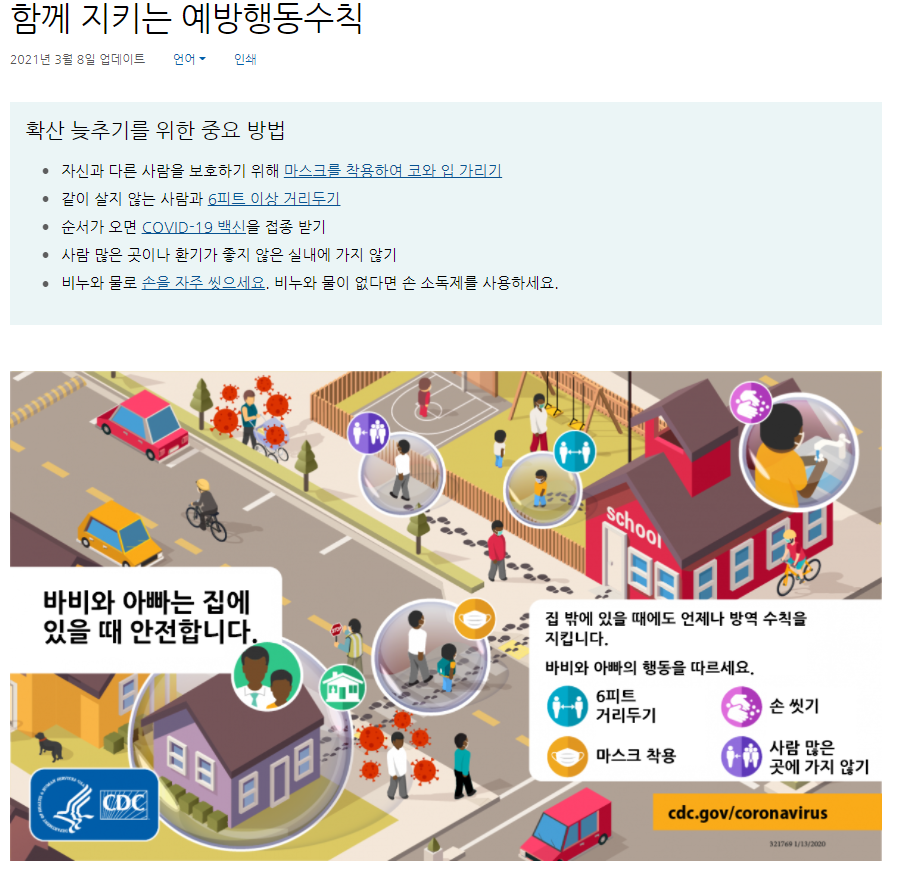 함께 지키는 예방행동수칙
2021년 3월 8일 업데이트 언어 인쇄
확산 늦추기를 위한 중요 방법
자신과 다른 사람을 보호하기 위해 마스크를 착용하여 코와 입 가리기
같이 살지 않는 사람과 6피트 이상 거리두기
순서가 오면 COVID-19 백신을 접종 받기
사람 많은 곳이나 환기가 좋지 않은 실내에 가지 않기
비누와 물로 손을 자주 씻으세요. 비누와 물이 없다면 손 소독제를 사용하세요.
school
바비와 아빠는 집에
있을 때 안전합니다.
STOP
집 밖에 있을 때에도 언제나 방역 수칙을
지킵니다.
바비와 아빠의 행동을 따르세요.
6피트
거리두기
손 씻기
마스크 착용
사람 많은
곳에 가지 않기
CDC
cdc.gov/coronavirus
321769 1/13/2020